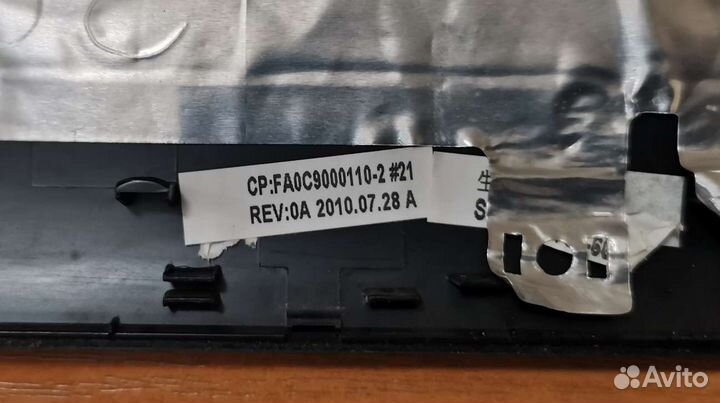 CP:FA0C9000110-2 #21
REV:0A 2010.07.28 A
生
S
Avito